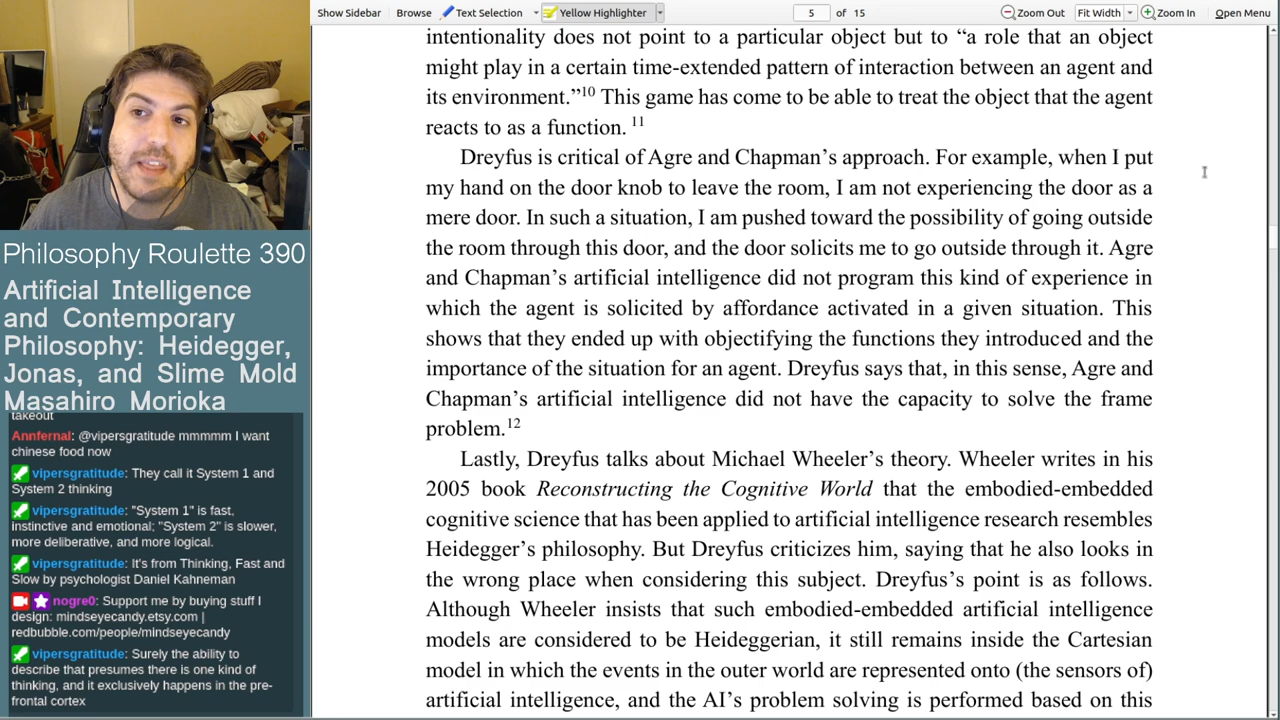 Show Sidebar Browse Text Selection Yellow Highlighter 5 of 15 Zoom Out Fit Width Zoom In Open Menu
intentionality does not point to a particular object but to “a role that an object
might play in a certain time-extended pattern of interaction between an agent and
its environment.”10 This game has come to be able to treat the object that the agent
reacts to as a function. 11
Dreyfus is critical of Agre and Chapman’s approach. For example, when I put
my hand on the door knob to leave the room, I am not experiencing the door as a
mere door. In such a situation, I am pushed toward the possibility of going outside
the room through this door, and the door solicits me to go outside through it. Agre
and Chapman’s artificial intelligence did not program this kind of experience in
which the agent is solicited by affordance activated in a given situation. This
shows that they ended up with objectifying the functions they introduced and the
importance of the situation for an agent. Dreyfus says that, in this sense, Agre and
Chapman’s artificial intelligence did not have the capacity to solve the frame
problem.12
Lastly, Dreyfus talks about Michael Wheeler’s theory. Wheeler writes in his
2005 book Reconstructing the Cognitive World that the embodied-embedded
cognitive science that has been applied to artificial intelligence research resembles
Heidegger’s philosophy. But Dreyfus criticizes him, saying that he also looks in
the wrong place when considering this subject. Dreyfus’s point is as follows.
Although Wheeler insists that such embodied-embedded artificial intelligence
models are considered to be Heideggerian, it still remains inside the Cartesian
model in which the events in the outer world are represented onto (the sensors of)
artificial intelligence, and the AI’s problem solving is performed based on this
Philosophy Roulette 390
Artificial Intelligence
and Contemporary
Philosophy: Heidegger,
Jonas, and Slime Mold
Masahiro Morioka
takeout
Annfernal: @vipersgratitude mmmmm I want
chinese food now
vipersgratitude: They call it System 1 and
System 2 thinking
vipersgratitude: "System 1" is fast,
instinctive and emotional; "System 2" is slower,
more deliberative, and more logical.
vipersgratitude: It's from Thinking, Fast and
Slow by psychologist Daniel Kahneman
nogre0: Support me by buying stuff I
design: mindseyecandy.etsy.com |
redbubble.com/people/mindseyecandy
vipersgratitude: Surely the ability to
describe that presumes there is one kind of
thinking, and it exclusively happens in the pre-
frontal cortex